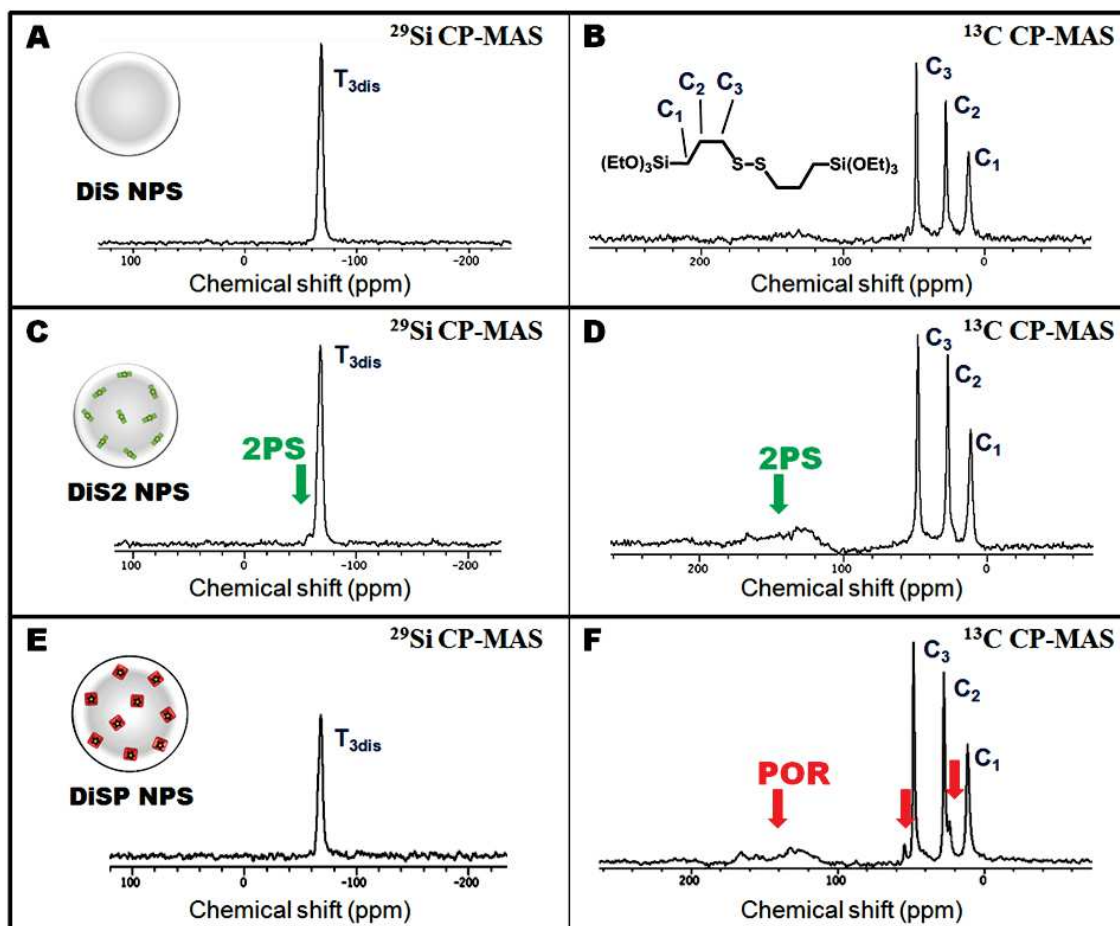 A
²⁹Si CP-MAS
T₃dis
DiS NPS
100 0 -100 -200
Chemical shift (ppm)
B
¹³C CP-MAS
C₃
C₂ C₃
C₂
C₁
C₁
(EtO)₃Si S-S Si(OEt)₃
200 100 0
Chemical shift (ppm)
C
²⁹Si CP-MAS
T₃dis
2PS
DiS2 NPS
100 0 -100 -200
Chemical shift (ppm)
D
¹³C CP-MAS
C₃
C₂
2PS
C₁
200 100 0
Chemical shift (ppm)
E
²⁹Si CP-MAS
T₃dis
DiSP NPS
100 0 -100 -200
Chemical shift (ppm)
F
¹³C CP-MAS
C₃
C₂
C₁
POR
200 100 0
Chemical shift (ppm)